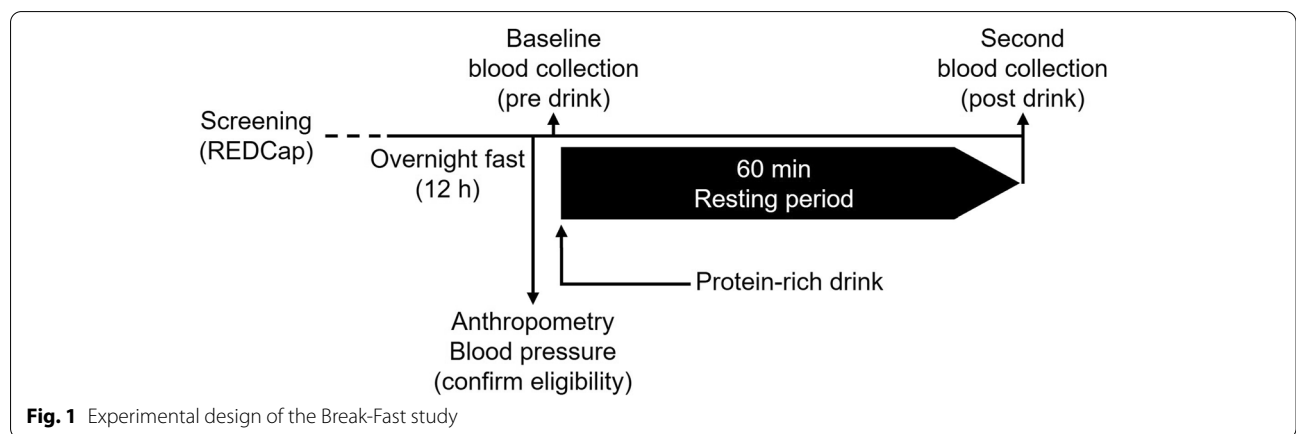 Baseline
blood collection
(pre drink)
Second
blood collection
(post drink)
Screening
(REDCap)
Overnight fast
(12 h)
60 min
Resting period
Protein-rich drink
Anthropometry
Blood pressure
(confirm eligibility)
Fig. 1 Experimental design of the Break-Fast study